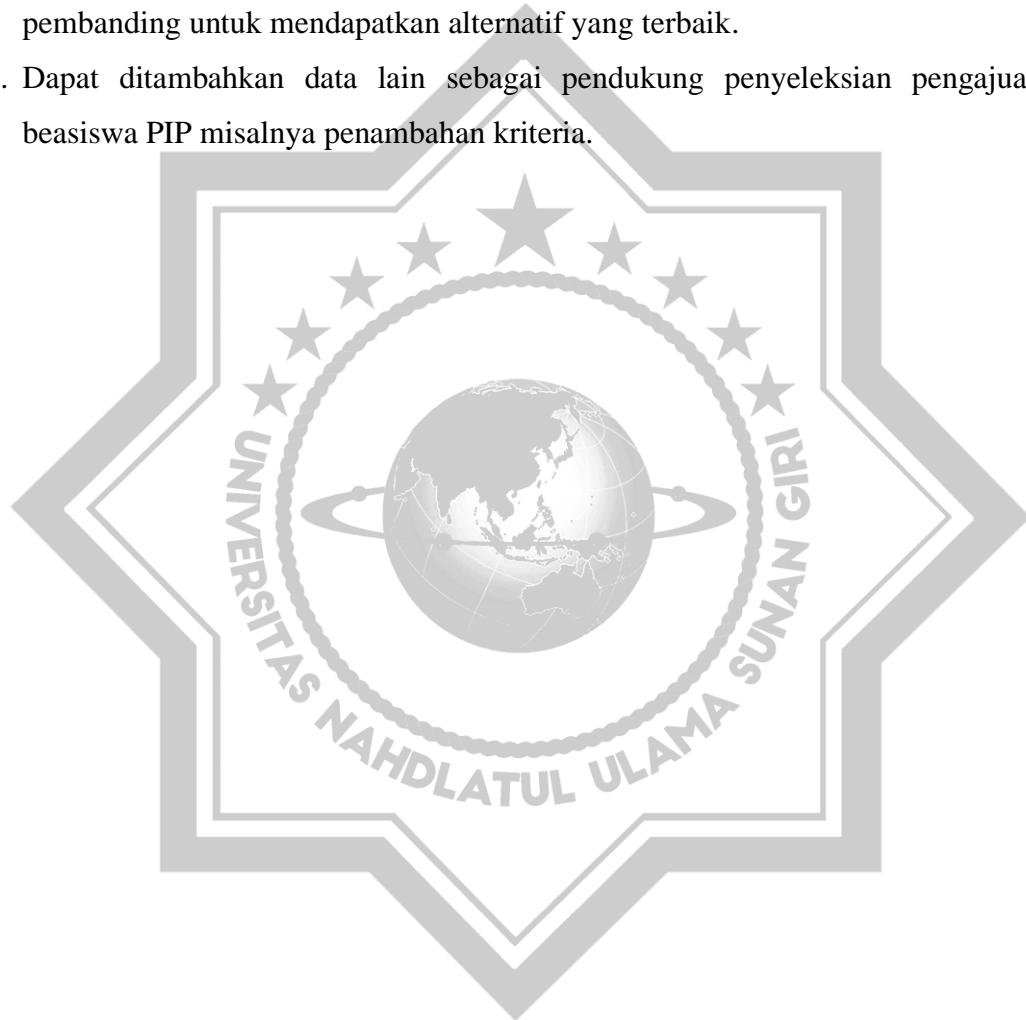 pembanding untuk mendapatkan alternatif yang terbaik.
. Dapat ditambahkan data lain sebagai pendukung penyeleksian pengajua
beasiswa PIP misalnya penambahan kriteria.
UNIVERSITAS NAHDLATUL ULAMA SUNAN GIRI